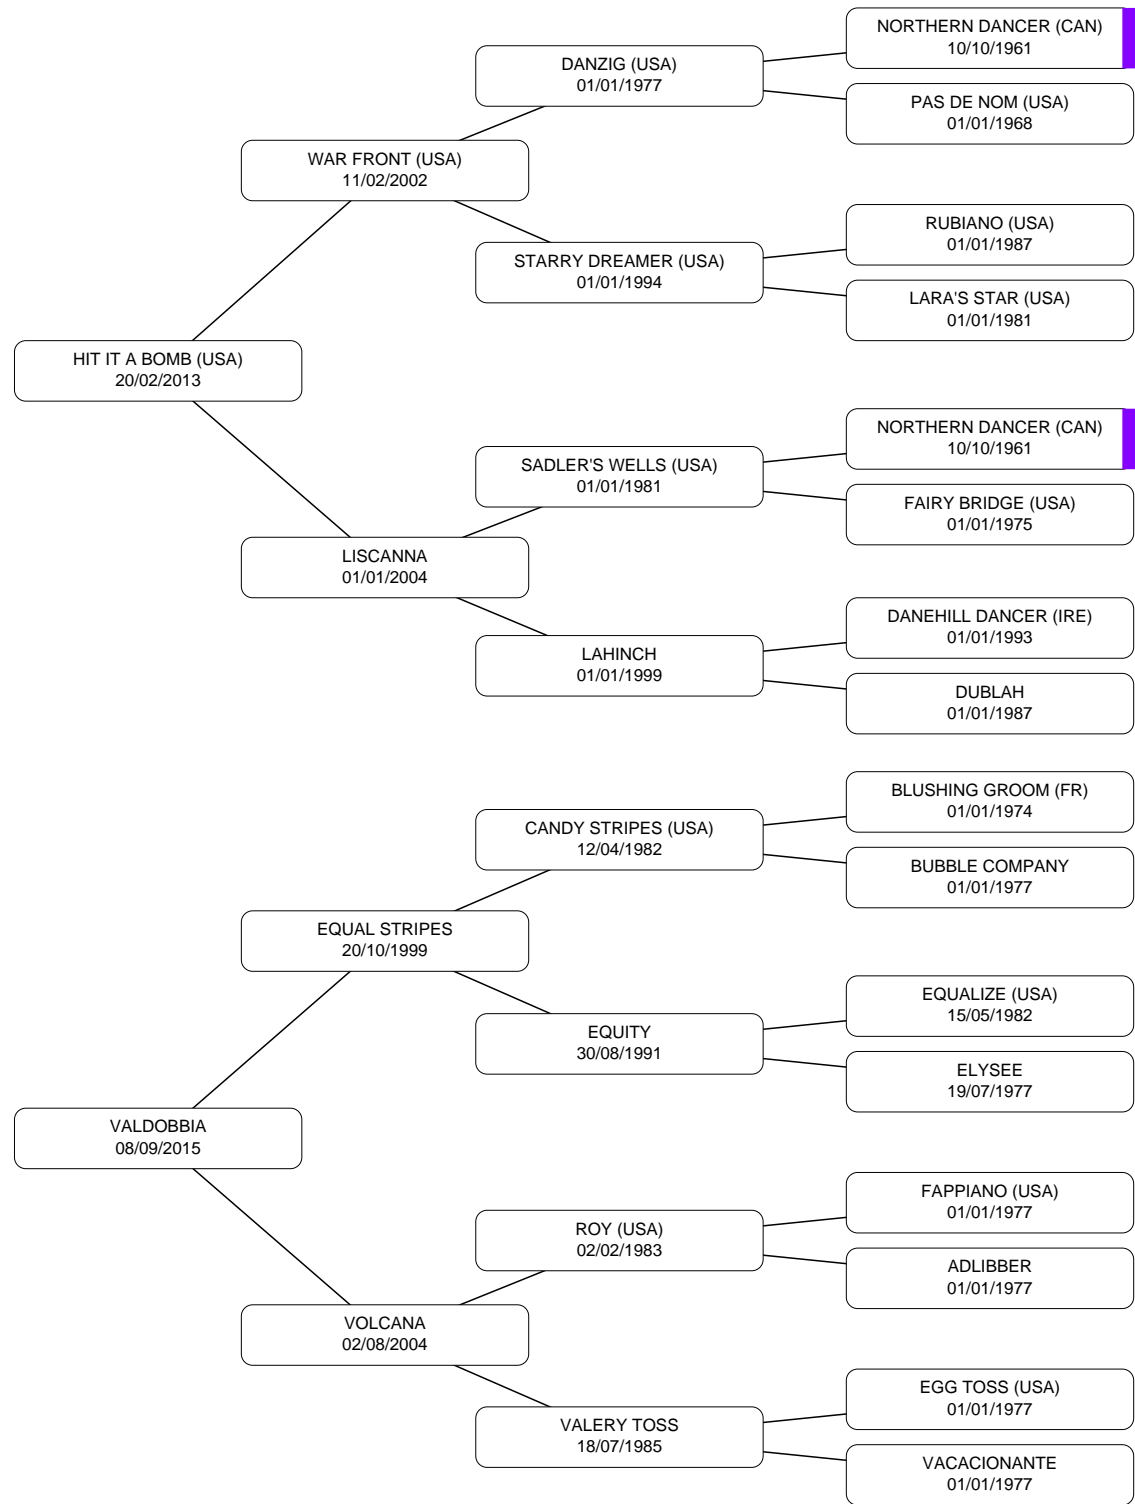 NORTHERN DANCER (CAN)
10/10/1961
DANZIG (USA)
01/01/1977
PAS DE NOM (USA)
01/01/1968
WAR FRONT (USA)
11/02/2002
RUBIANO (USA)
01/01/1987
STARRY DREAMER (USA)
01/01/1994
LARA'S STAR (USA)
01/01/1981
HIT IT A BOMB (USA)
20/02/2013
NORTHERN DANCER (CAN)
10/10/1961
SADLER'S WELLS (USA)
01/01/1981
FAIRY BRIDGE (USA)
01/01/1975
LISCANNA
01/01/2004
DANEHILL DANCER (IRE)
01/01/1993
LAHINCH
01/01/1999
DUBLAH
01/01/1987
BLUSHING GROOM (FR)
01/01/1974
CANDY STRIPES (USA)
12/04/1982
BUBBLE COMPANY
01/01/1977
EQUAL STRIPES
20/10/1999
EQUALIZE (USA)
15/05/1982
EQUITY
30/08/1991
ELYSEE
19/07/1977
VALDOBBIA
08/09/2015
FAPPIANO (USA)
01/01/1977
ROY (USA)
02/02/1983
ADLIBBER
01/01/1977
VOLCANA
02/08/2004
EGG TOSS (USA)
01/01/1977
VALERY TOSS
18/07/1985
VACACIONANTE
01/01/1977